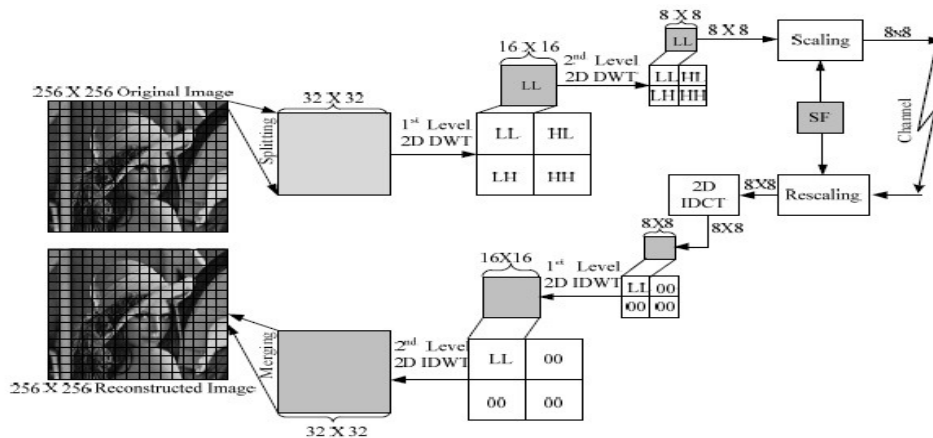 256 X 256 Original Image
32 X 32
Splitting
1st Level
2D DWT
16 X 16
LL
LL HL
LH HH
2nd Level
2D DWT
8 X 8
LL
LL HL
LH HH
8 X 8
Scaling
8x8
Channel
SF
Rescaling
8X8
2D
IDCT
8X8
8X8
LL 00
00 00
1st Level
2D IDWT
16X16
LL 00
00 00
2nd Level
2D IDWT
Merging
32 X 32
256 X 256 Reconstructed Image